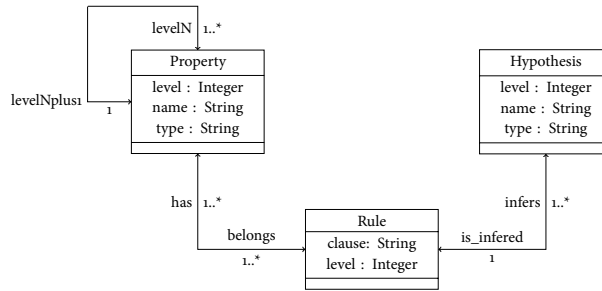 levelN 1..*
Property
level : Integer
name : String
type : String
levelNplus1
1
Hypothesis
level : Integer
name : String
type : String
has 1..*
infers 1..*
belongs
1..*
Rule
clause: String
level : Integer
is_infered
1